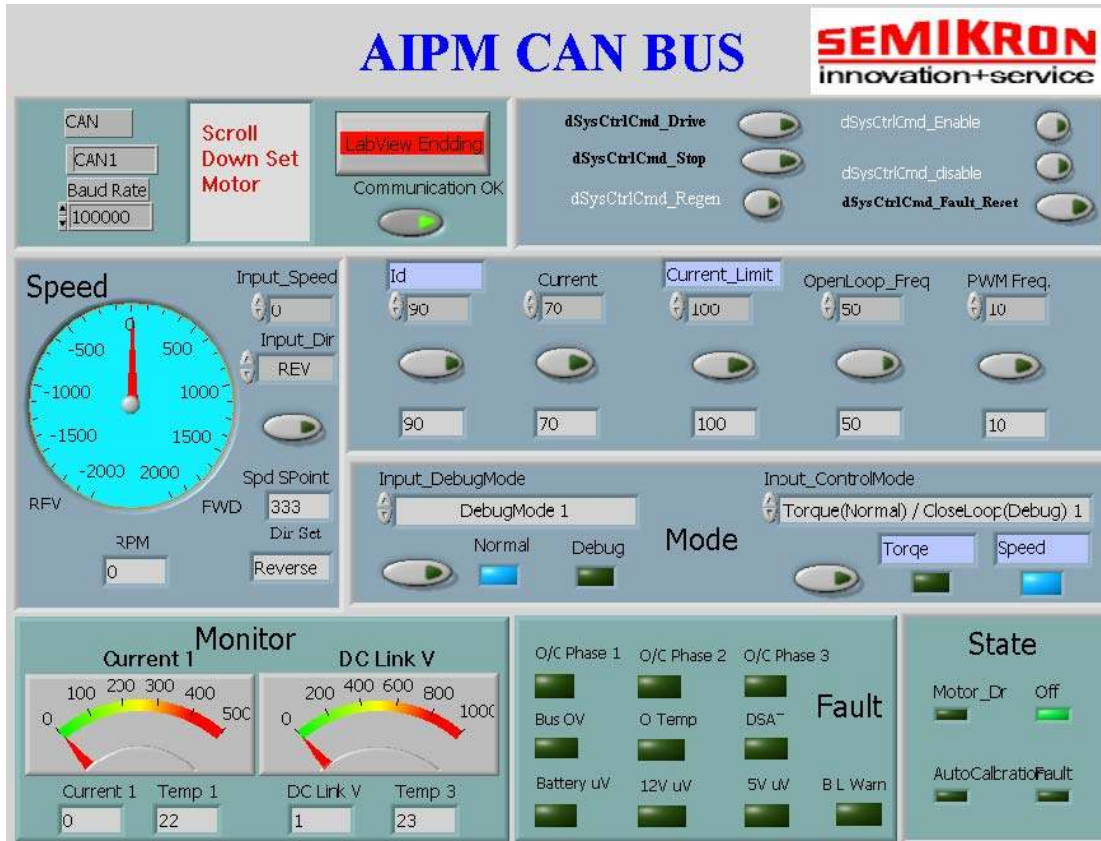 AIPM CAN BUS
SEMIKRON
innovation+service
CAN
CAN1
Baud Rate
100000
Scroll
Down Set
Motor
LabView Endding
Communication OK
dSysCtrlCmd_Drive
dSysCtrlCmd_Stop
dSysCtrlCmd_Regen
dSysCtrlCmd_Enable
dSysCtrlCmd_disable
dSysCtrlCmd_Fault_Reset
Speed
0
-500 500
-1000 1000
-1500 1500
-2000 2000
REV FWD
RPM
0
Input_Speed
0
Input_Dir
REV
Spd SPoint
333
Dir Set
Reverse
Id
90
90
Current
70
70
Current_Limit
100
100
OpenLoop_Freq
50
50
PWM Freq.
10
10
Input_DebugMode
DebugMode 1
Normal Debug
Mode
Input_ControlMode
Torque(Normal) / CloseLoop(Debug) 1
Torqe Speed
Monitor
Current 1
0 100 200 300 400 500
DC Link V
0 200 400 600 800 1000
Current 1 Temp 1
0 22
DC Link V Temp 3
1 23
O/C Phase 1 O/C Phase 2 O/C Phase 3
Fault
Bus OV O Temp DSAT
Battery uV 12V uV 5V uV B L Warn
State
Motor_Dr Off
AutoCalbratio Fault